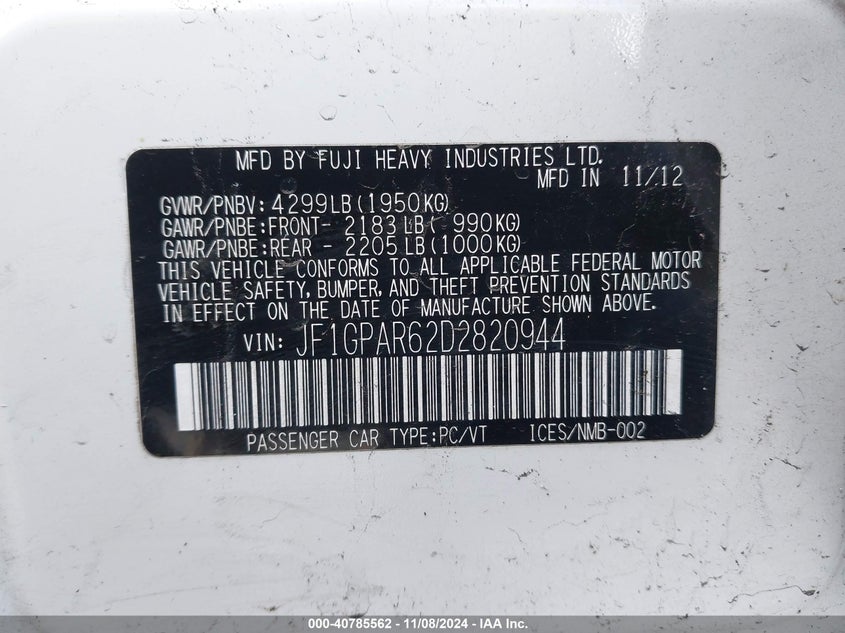 MFD BY FUJI HEAVY INDUSTRIES LTD.
MFD IN 11/12
GVWR/PNBV: 4299LB(1950KG)
GAWR/PNBE:FRONT- 2183LB( 990KG)
GAWR/PNBE:REAR - 2205LB(1000KG)
THIS VEHICLE CONFORMS TO ALL APPLICABLE FEDERAL MOTOR
VEHICLE SAFETY, BUMPER, AND THEFT PREVENTION STANDARDS
IN EFFECT ON THE DATE OF MANUFACTURE SHOWN ABOVE.
VIN: JF1GPAR62D2820944
PASSENGER CAR TYPE:PC/VT ICES/NMB-002
000-40785562 - 11/08/2024 - IAA Inc.